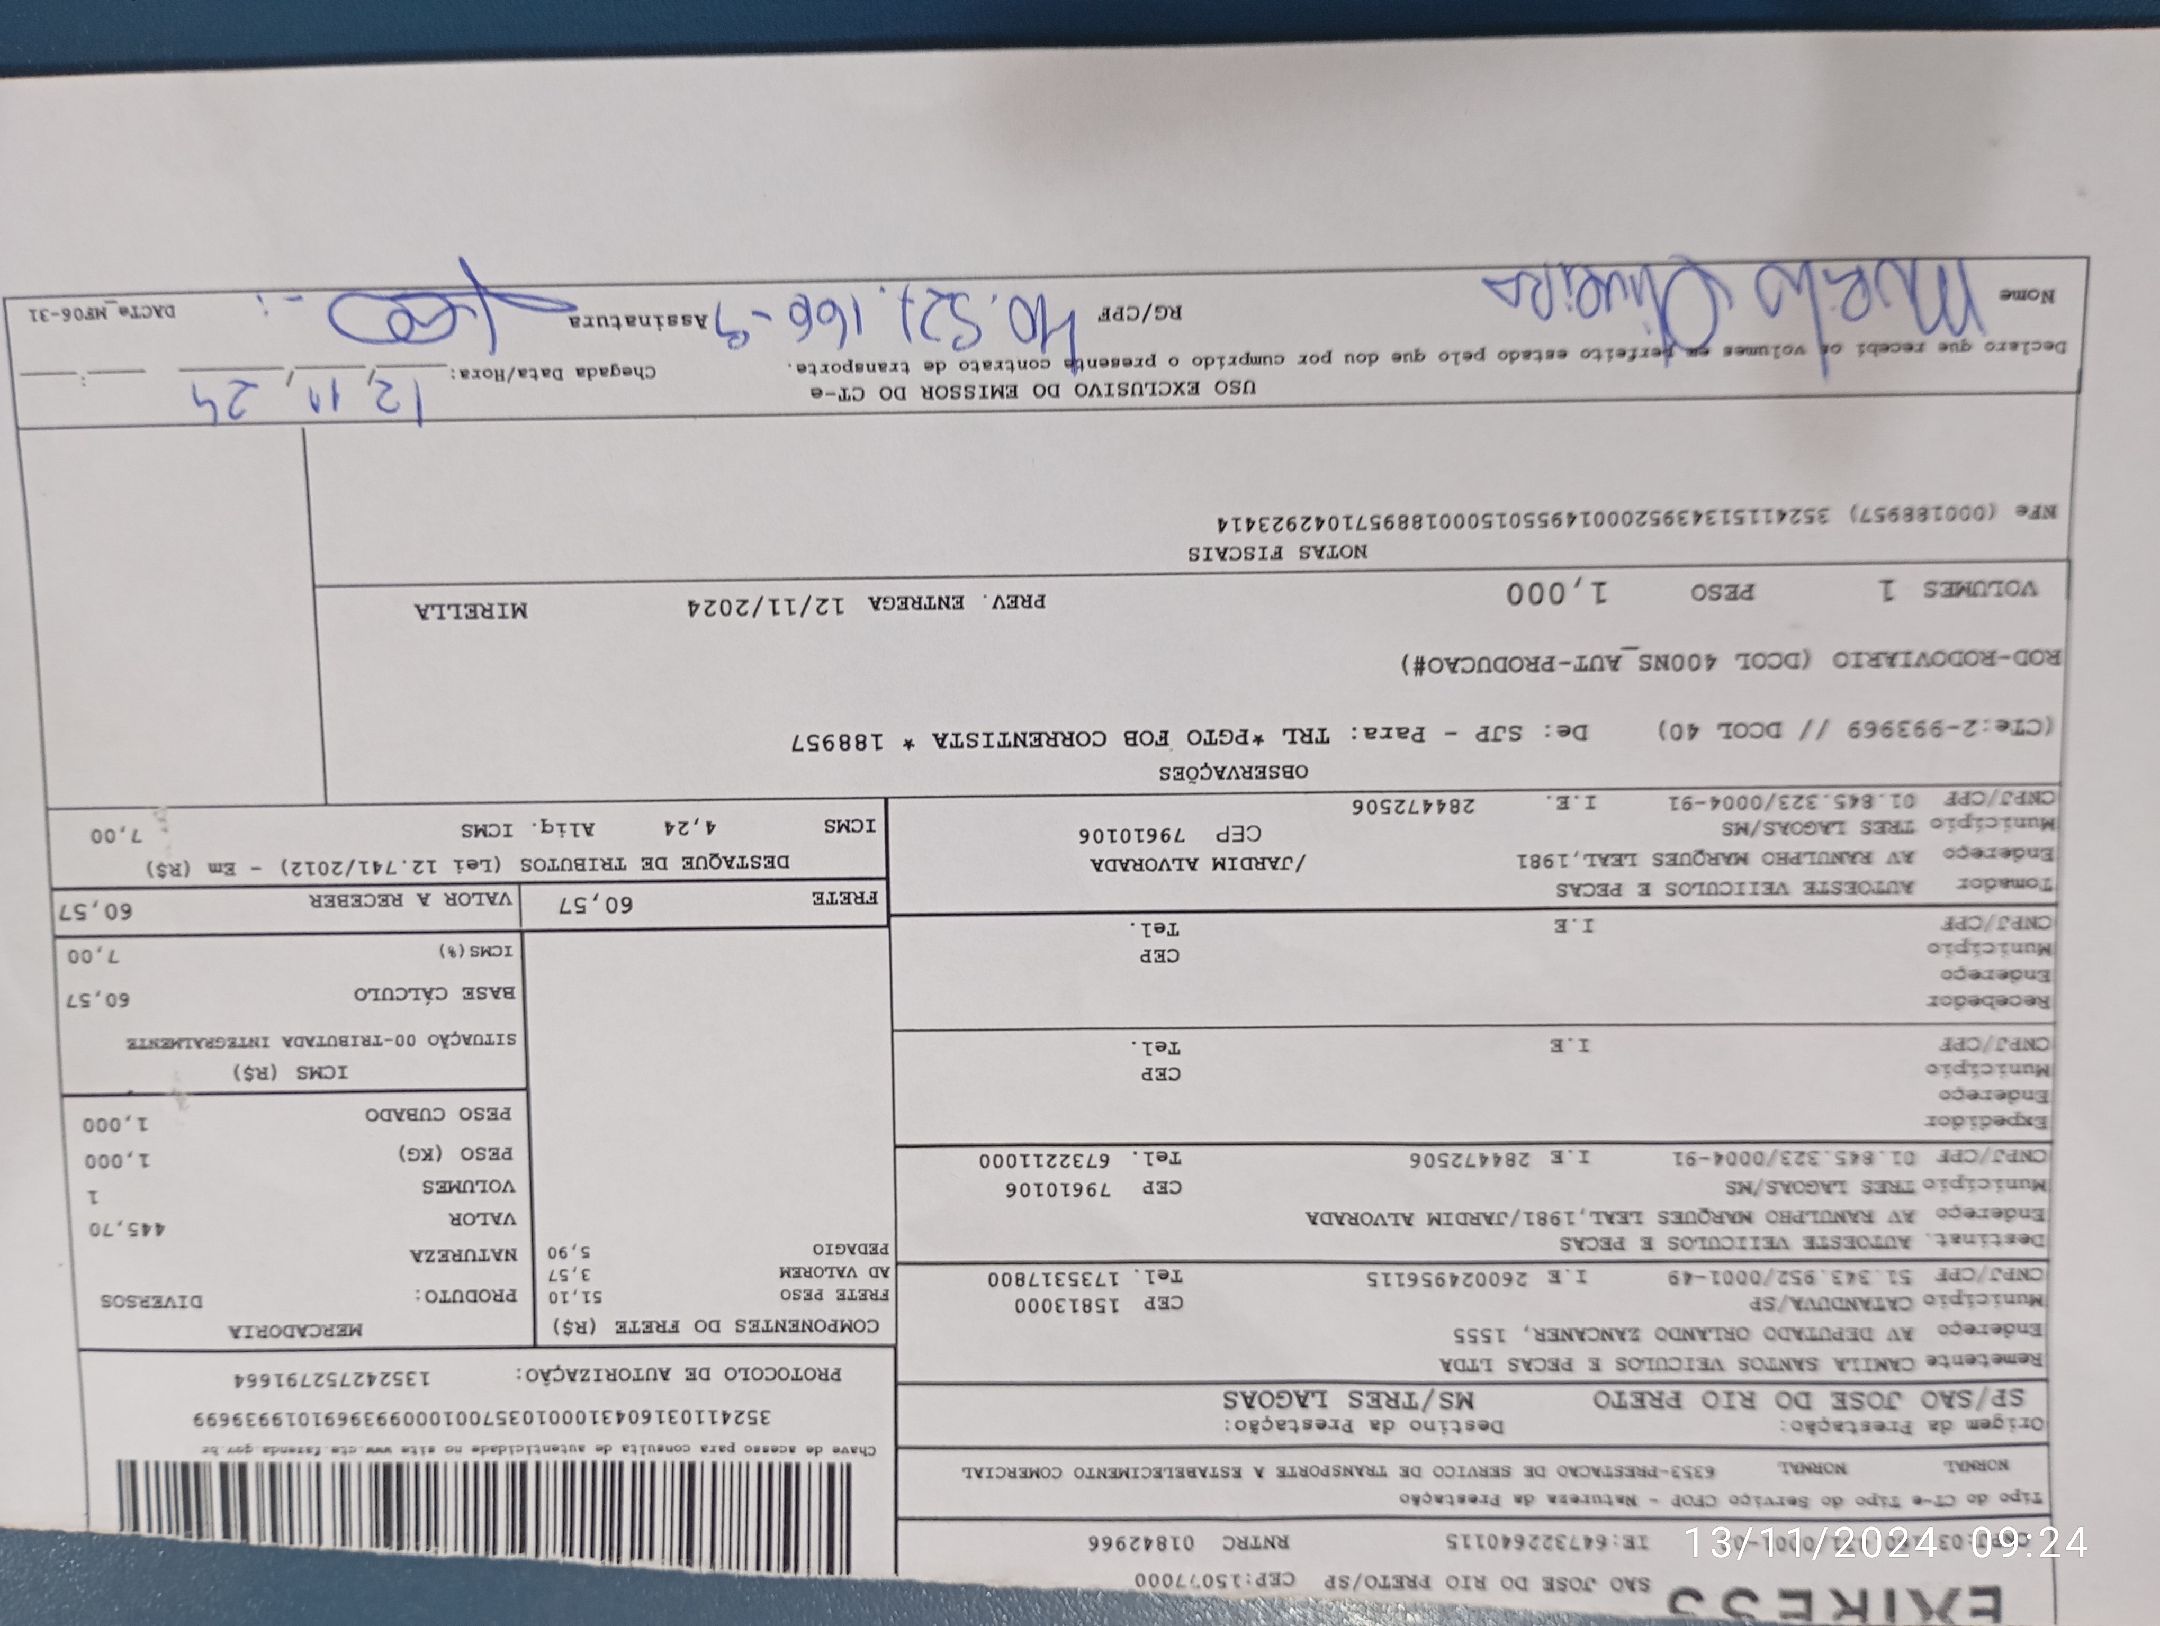 SAO JOSE DO RIO PRETO/SP CEP:15077000
IE:647322640115 RNTRC 01842966
Tipo do CT-e Tipo do Serviço CFOP - Natureza da Prestação
NORMAL NORMAL 6353-PRESTACAO DE SERVICO DE TRANSPORTE A ESTABELECIMENTO COMERCIAL
Origem da Prestação: Destino da Prestação:
SP/SAO JOSE DO RIO PRETO MS/TRES LAGOAS
Chave de acesso para consulta de autenticidade no site www.cte.fazenda.gov.br
35241103160431000103570010009939691019939699
PROTOCOLO DE AUTORIZAÇÃO: 135242752791664
Remetente CAMILA SANTOS VEICULOS E PECAS LTDA
Endereço AV DEPUTADO ORLANDO ZANCANER, 1555
Município CATANDUVA/SP CEP 15813000
CNPJ/CPF 51.343.952/0001-49 I.E 260024956115 Tel. 1735317800
Destinat. AUTOESTE VEIICULOS E PECAS
Endereço AV RANULPHO MARQUES LEAL,1981/JARDIM ALVORADA
Município TRES LAGOAS/MS CEP 79610106
CNPJ/CPF 01.845.323/0004-91 I.E 284472506 Tel. 6732211000
Expedidor
Endereço
Município CEP
CNPJ/CPF I.E Tel.
Recebedor
Endereço
Município CEP
CNPJ/CPF I.E Tel.
Tomador AUTOESTE VEIICULOS E PECAS
Endereço AV RANULPHO MARQUES LEAL,1981 /JARDIM ALVORADA
Município TRES LAGOAS/MS CEP 79610106
CNPJ/CPF 01.845.323/0004-91 I.E. 284472506
COMPONENTES DO FRETE (R$)
FRETE PESO 51,10
AD VALOREM 3,57
PEDAGIO 5,90
MERCADORIA
PRODUTO: DIVERSOS
NATUREZA
VALOR 445,70
VOLUMES 1
PESO (KG) 1,000
PESO CUBADO 1,000
ICMS (R$)
SITUAÇÃO 00-TRIBUTADA INTEGRALMENTE
BASE CÁLCULO 60,57
ICMS(%) 7,00
FRETE 60,57 VALOR A RECEBER 60,57
DESTAQUE DE TRIBUTOS (Lei 12.741/2012) - Em (R$)
ICMS 4,24 Aliq. ICMS 7,00
OBSERVAÇÕES
(CTe:2-993969 // DCOL 40) De: SJP - Para: TRL *PGTO FOB CORRENTISTA * 188957
ROD-RODOVIARIO (DCOL 400NS_AUT-PRODUCAO#)
VOLUMES 1 PESO 1,000 PREV. ENTREGA 12/11/2024 MIRELLA
NOTAS FISCAIS
NFe (000188957) 35241151343952000149550150001889571042923414
USO EXCLUSIVO DO EMISSOR DO CT-e
Declaro que recebi os volumes em perfeito estado pelo que dou por cumprido o presente contrato de transporte.
Chegada Data/Hora: 12/11/24
Nome Oliveira RG/CPF 40.527.166-9 Assinatura
DACTe_MF06-31
13/11/2024 09:24